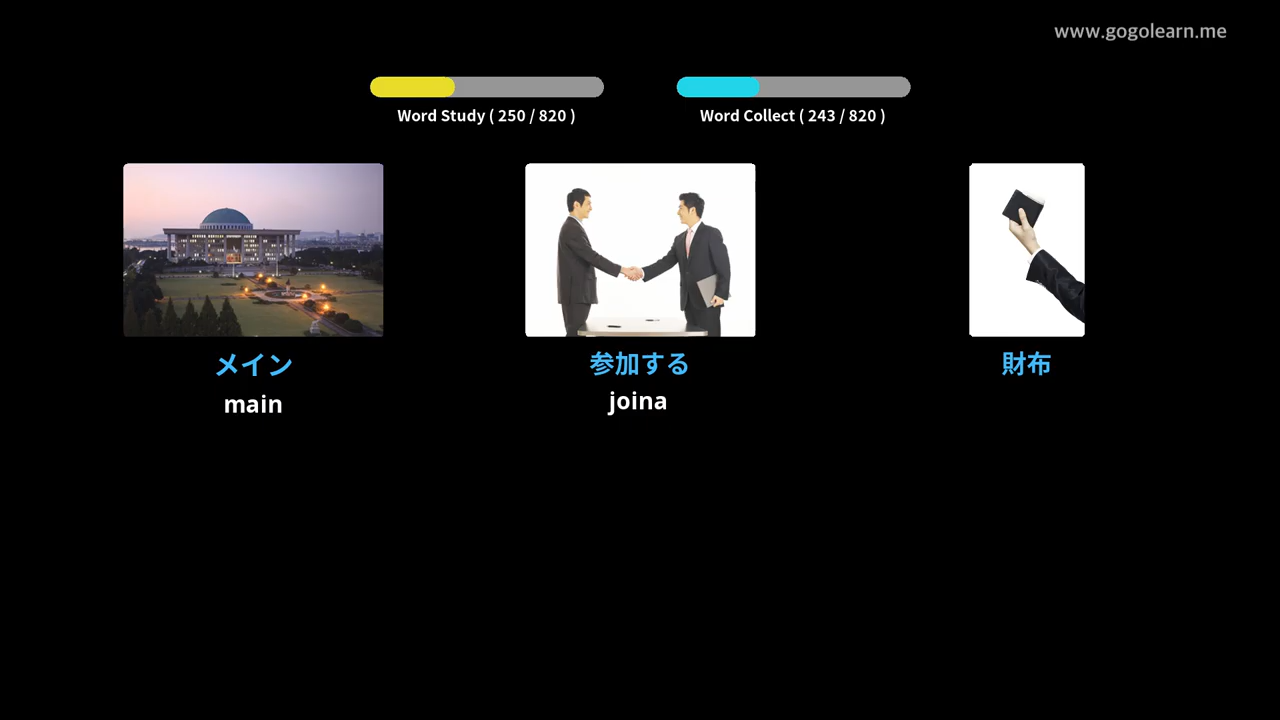 www.gogolearn.me
Word Study ( 250 / 820 )
Word Collect ( 243 / 820 )
メイン
参加する
財布
main
joina